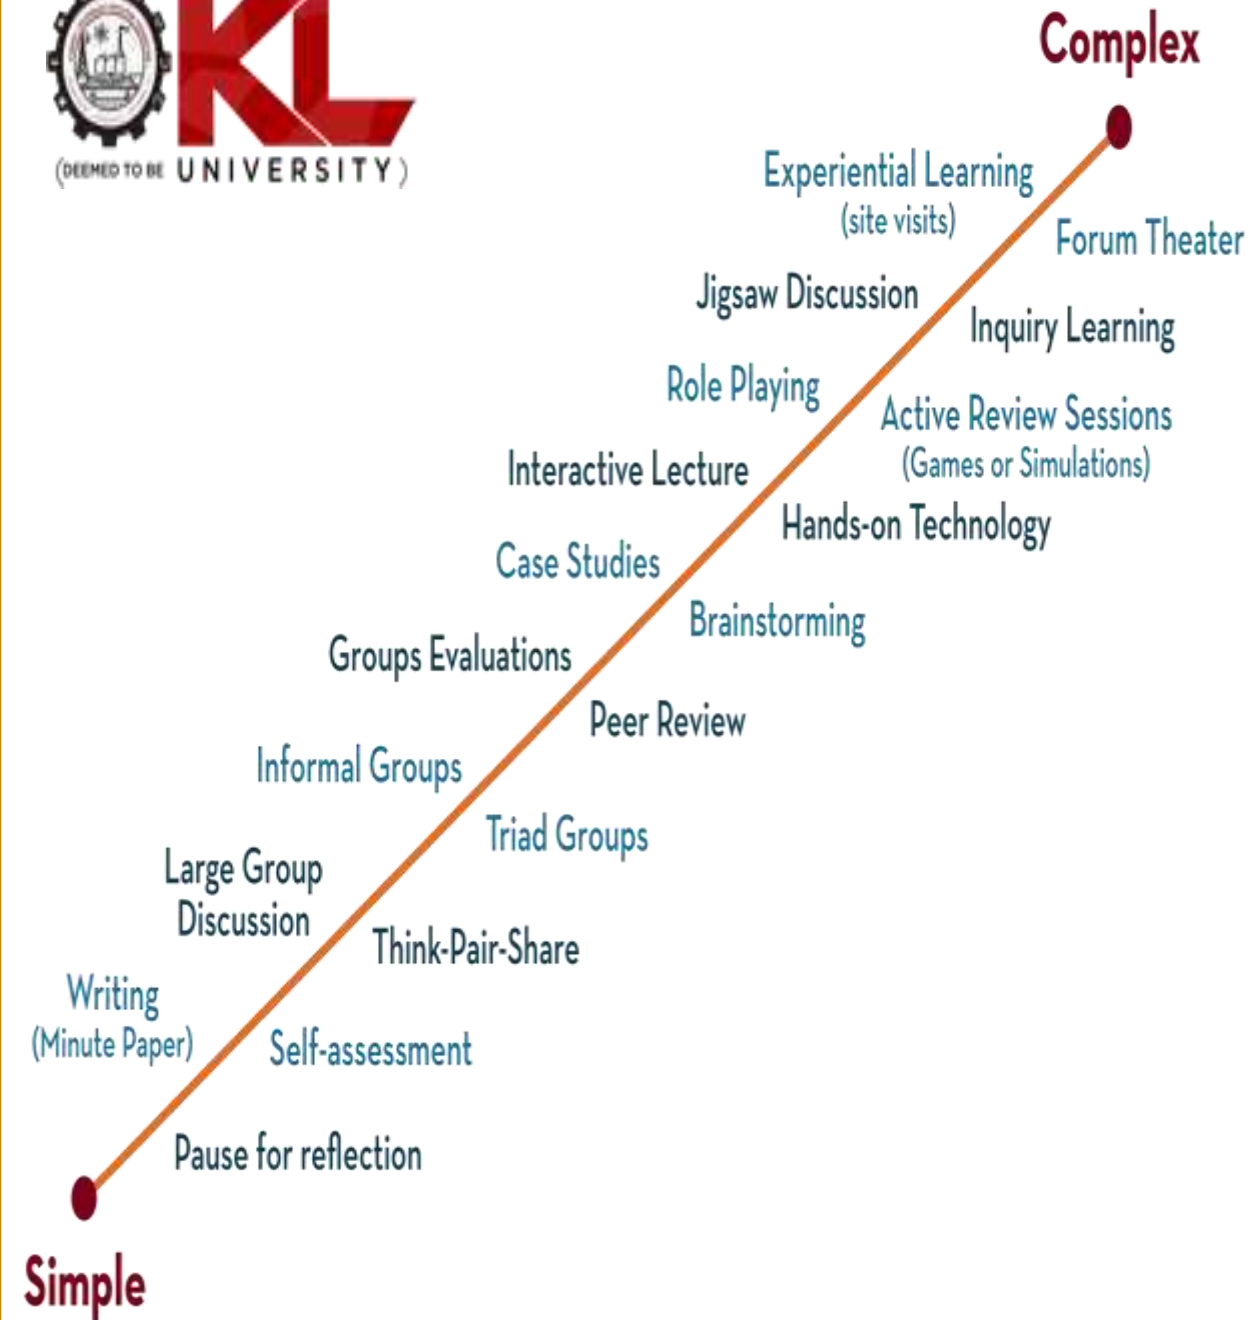 KL
(DEEMED TO BE UNIVERSITY)
Complex
Experiential Learning
(site visits)
Forum Theater
Jigsaw Discussion
Inquiry Learning
Role Playing
Active Review Sessions
(Games or Simulations)
Interactive Lecture
Hands-on Technology
Case Studies
Brainstorming
Groups Evaluations
Peer Review
Informal Groups
Triad Groups
Large Group
Discussion
Think-Pair-Share
Writing
(Minute Paper)
Self-assessment
Pause for reflection
Simple